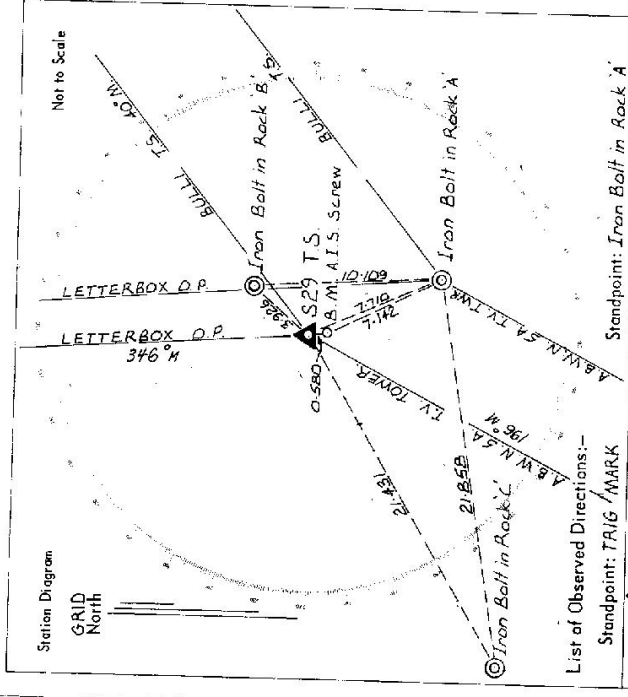 Station Diagram
Not to Scale
GRID
North
LETTERBOX O.P.
LETTERBOX O.P.
346° M
BULLI T.S. 40° M.
BULLI T.S.
Iron Bolt in Rock 'B'
3.926
S29 T.S.
B.M. A.I.S. Screw
0.580
10.109
7.710
7.142
Iron Bolt in Rock 'A'
21.431
21.858
Iron Bolt in Rock 'C'
A.B.W.N. 5A T.V. TOWER
196° M
A.B.W.N. 5A T.V. TWR
List of Observed Directions:-
Standpoint: TRIG / MARK
Standpoint: Iron Bolt in Rock 'A'